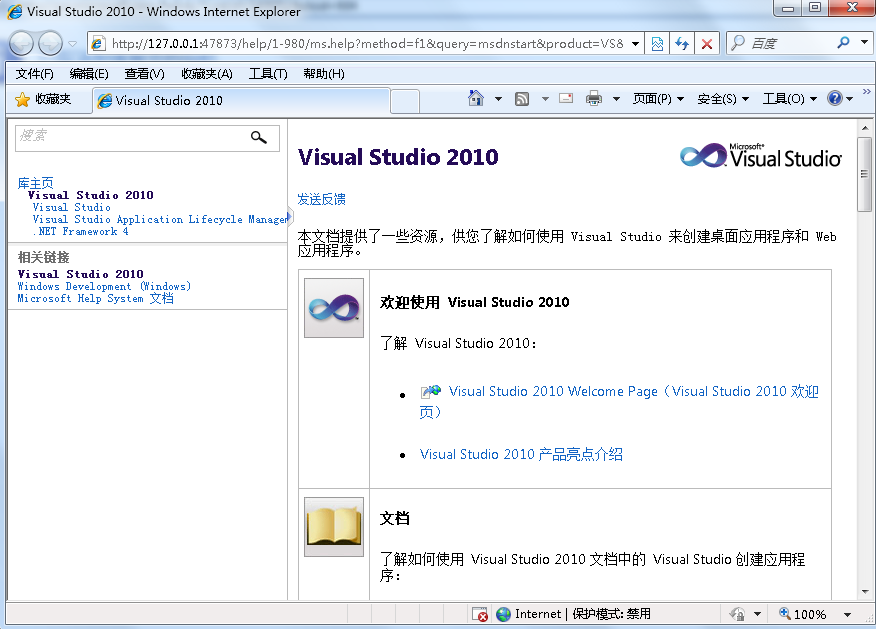 Visual Studio 2010 - Windows Internet Explorer
http://127.0.0.1:47873/help/1-980/ms.help?method=f1&query=msdnstart&product=VS&
百度
文件(F) 编辑(E) 查看(V) 收藏夹(A) 工具(T) 帮助(H)
收藏夹 Visual Studio 2010 页面(P) 安全(S) 工具(O)
搜索
库主页
Visual Studio 2010
Visual Studio
Visual Studio Application Lifecycle Manager
.NET Framework 4
相关链接
Visual Studio 2010
Windows Development (Windows)
Microsoft Help System 文档
Visual Studio 2010
Microsoft®
Visual Studio
发送反馈
本文档提供了一些资源，供您了解如何使用 Visual Studio 来创建桌面应用程序和 Web
应用程序。
欢迎使用 Visual Studio 2010
了解 Visual Studio 2010：
Visual Studio 2010 Welcome Page（Visual Studio 2010 欢迎
页）
Visual Studio 2010 产品亮点介绍
文档
了解如何使用 Visual Studio 2010 文档中的 Visual Studio 创建应用程
序：
Internet | 保护模式: 禁用
100%